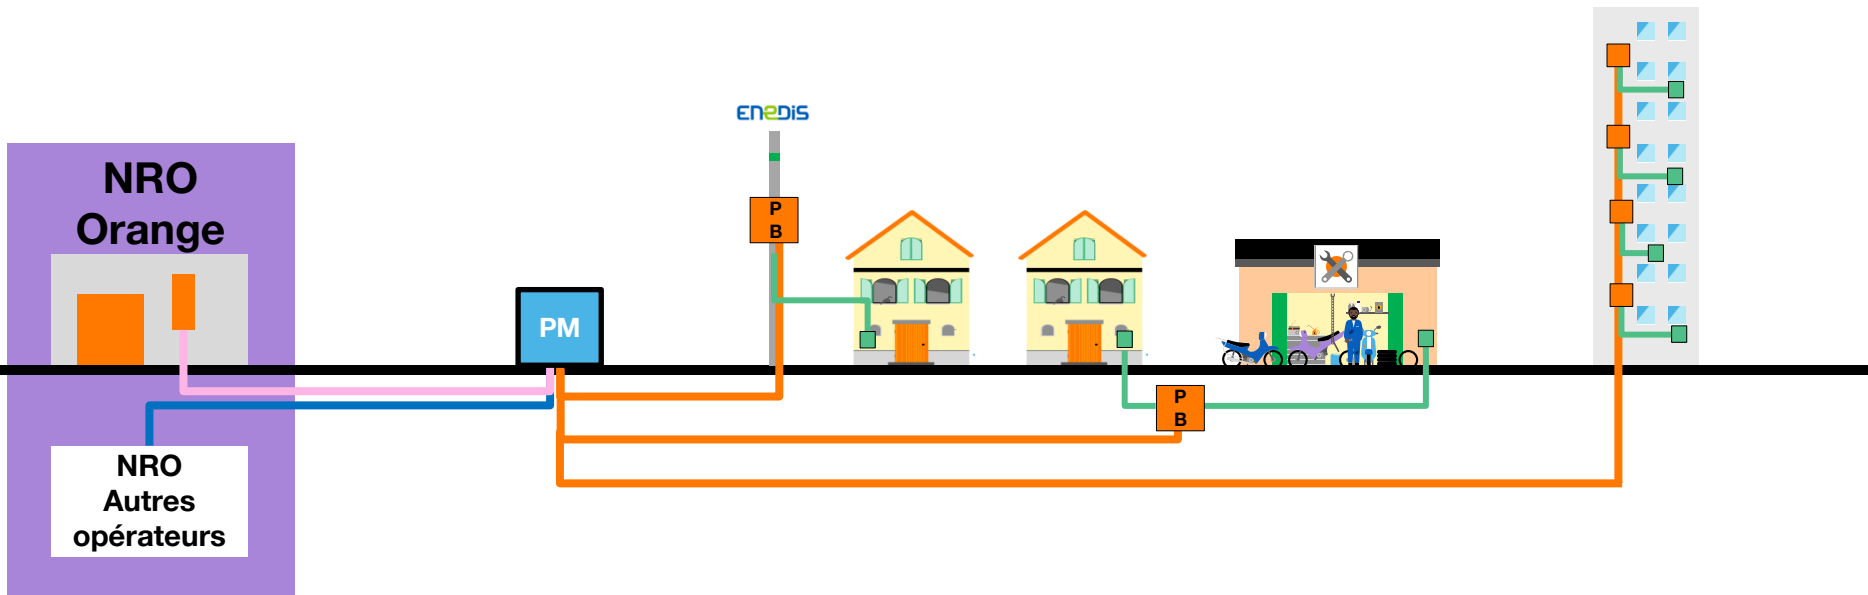 NRO
Orange
NRO
Autres
opérateurs
PM
ENEDIS
P
B
P
B